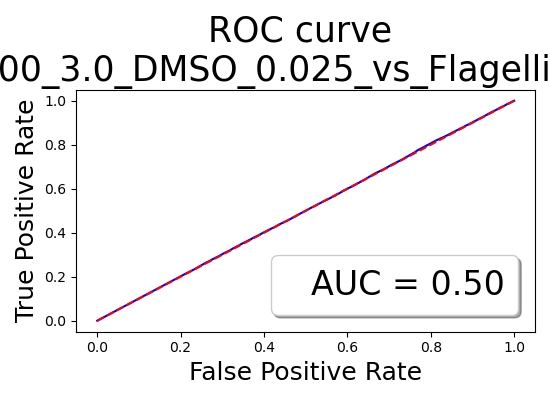 ROC curve
00_3.0_DMSO_0.025_vs_Flagelli
True Positive Rate
1.0
0.8
0.6
0.4
0.2
0.0
AUC = 0.50
0.0 0.2 0.4 0.6 0.8 1.0
False Positive Rate